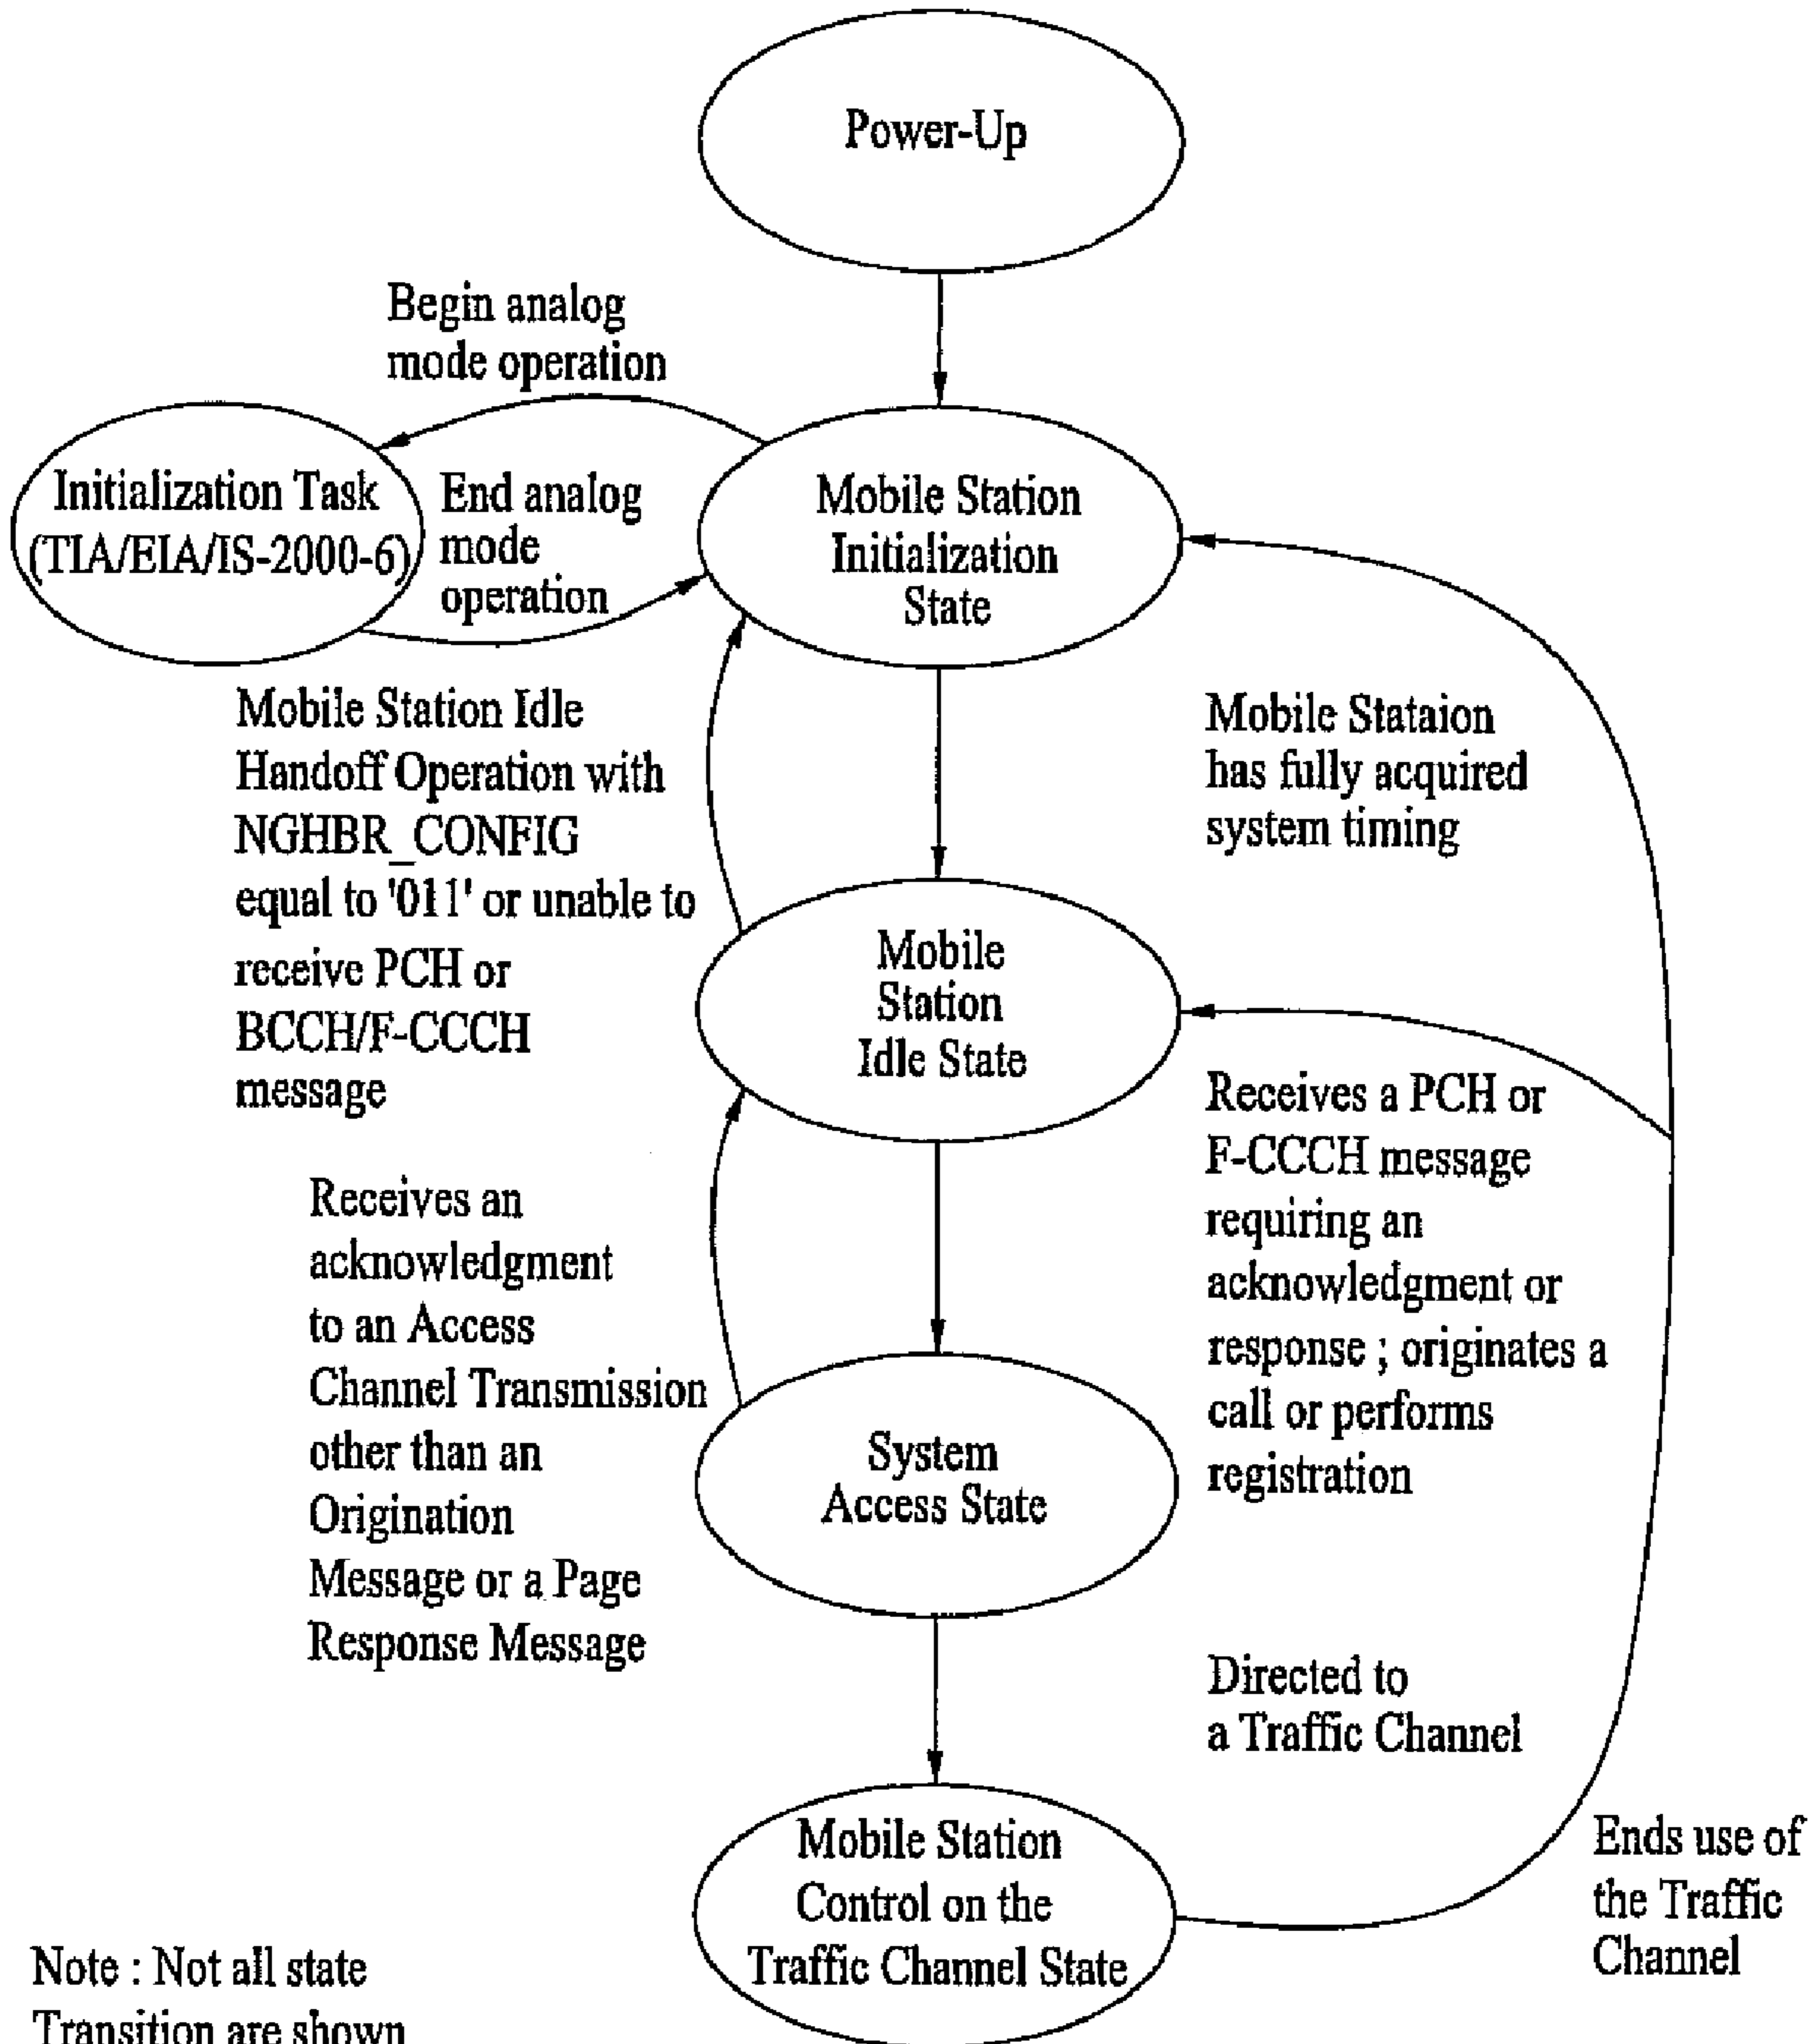 Power-Up
Begin analog
mode operation
Initialization Task
(TIA/EIA/IS-2000-6)
End analog
mode
operation
Mobile Station
Initialization
State
Mobile Station Idle
Handoff Operation with
NGHBR_CONFIG
equal to '011' or unable to
receive PCH or
BCCH/F-CCCH
message
Mobile Stataion
has fully acquired
system timing
Mobile
Station
Idle State
Receives an
acknowledgment
to an Access
Channel Transmission
other than an
Origination
Message or a Page
Response Message
Receives a PCH or
F-CCCH message
requiring an
acknowledgment or
response ; originates a
call or performs
registration
System
Access State
Directed to
a Traffic Channel
Mobile Station
Control on the
Traffic Channel State
Ends use of
the Traffic
Channel
Note : Not all state
Transition are shown